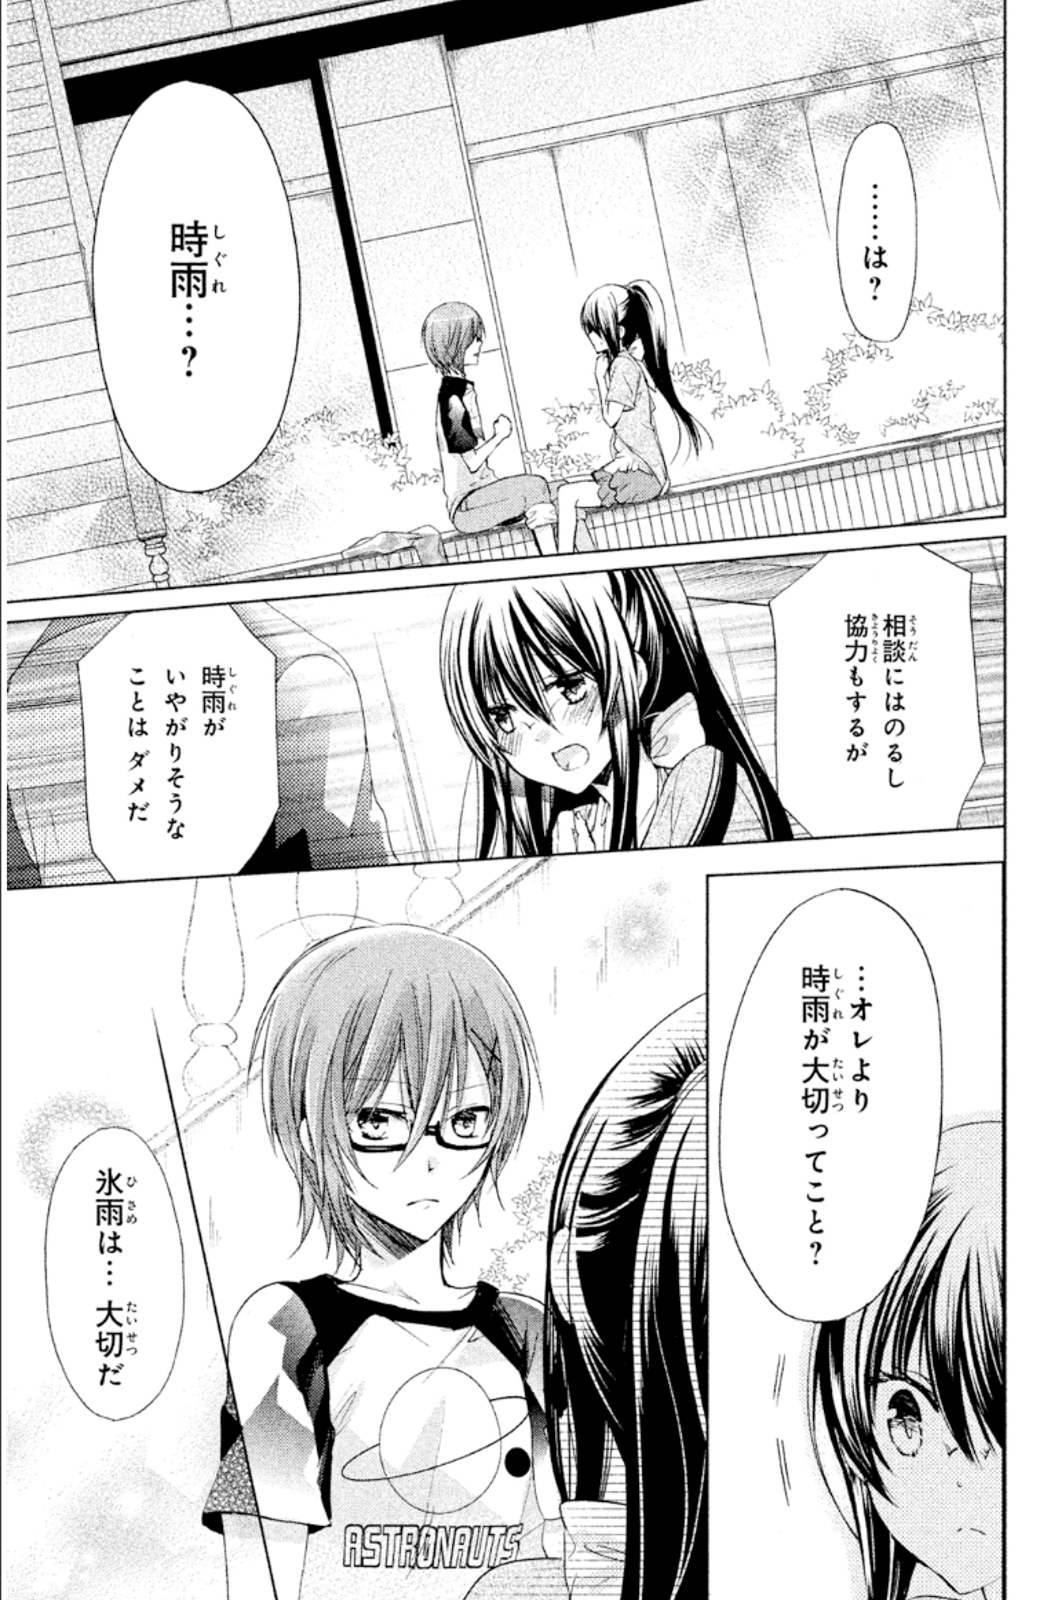 ……は？
時雨…？
相談にはのるし
協力もするが
時雨が
いやがりそうな
ことはダメだ
…オレより
時雨が大切ってこと？
氷雨は…大切だ
ASTRONAUTS